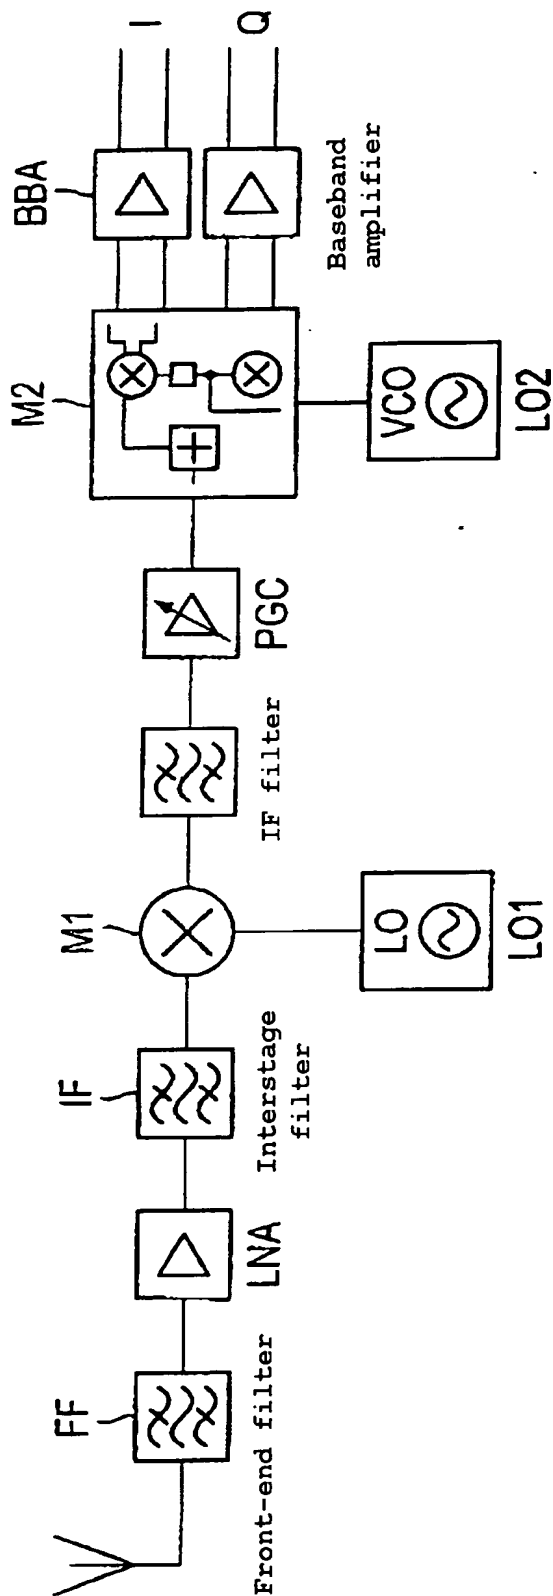 FF
Front-end filter
LNA
IF
Interstage
filter
M1
LO
LO1
IF filter
PGC
M2
VCO
LO2
BBA
Baseband
amplifier
I
Q